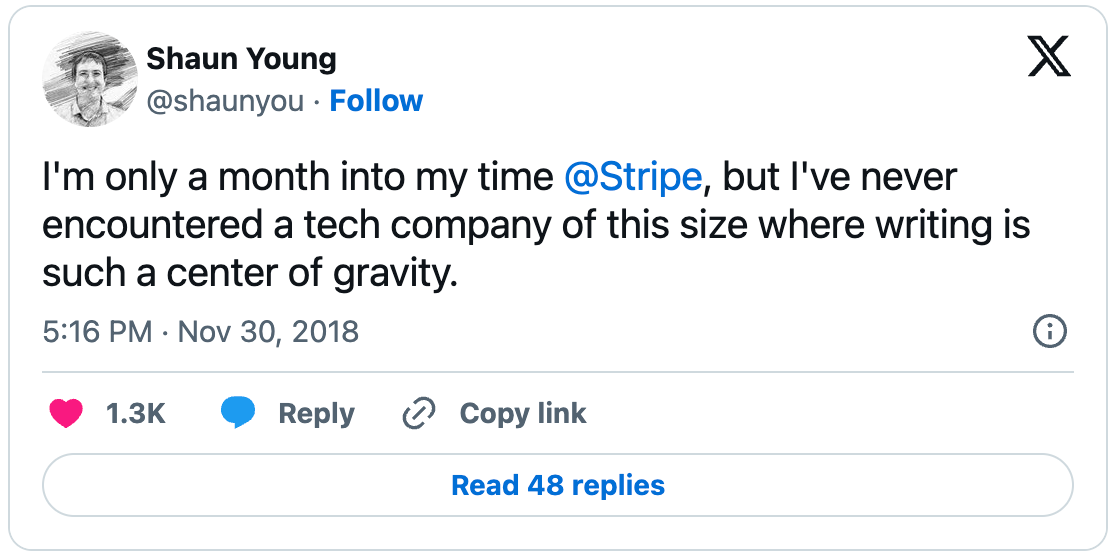 Shaun Young
@shaunyou · Follow
I'm only a month into my time @Stripe, but I've never
encountered a tech company of this size where writing is
such a center of gravity.
5:16 PM · Nov 30, 2018
1.3K Reply Copy link
Read 48 replies